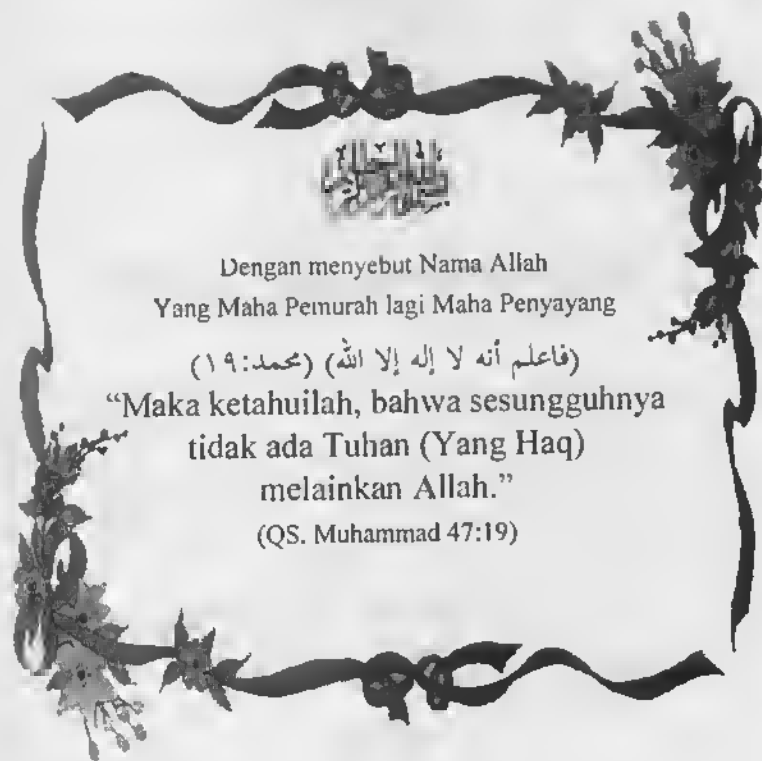 Dengan menyebut Nama Allah
Yang Maha Pemurah lagi Maha Penyayang
(فاعلم أنه لا إله إلا الله) (محمد:١٩)
“Maka ketahuilah, bahwa sesungguhnya
tidak ada Tuhan (Yang Haq)
melainkan Allah.”
(QS. Muhammad 47:19)